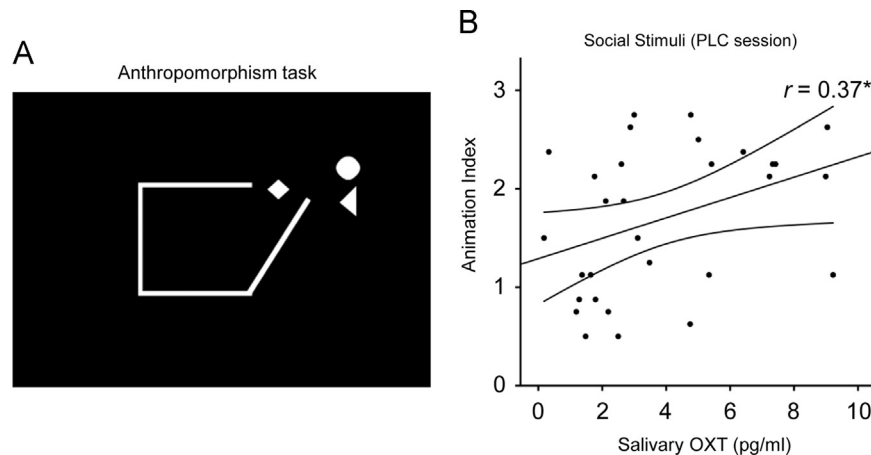 A
Anthropomorphism task
B
Social Stimuli (PLC session)
r = 0.37*
Animation Index
3
2
1
0
0 2 4 6 8 10
Salivary OXT (pg/ml)